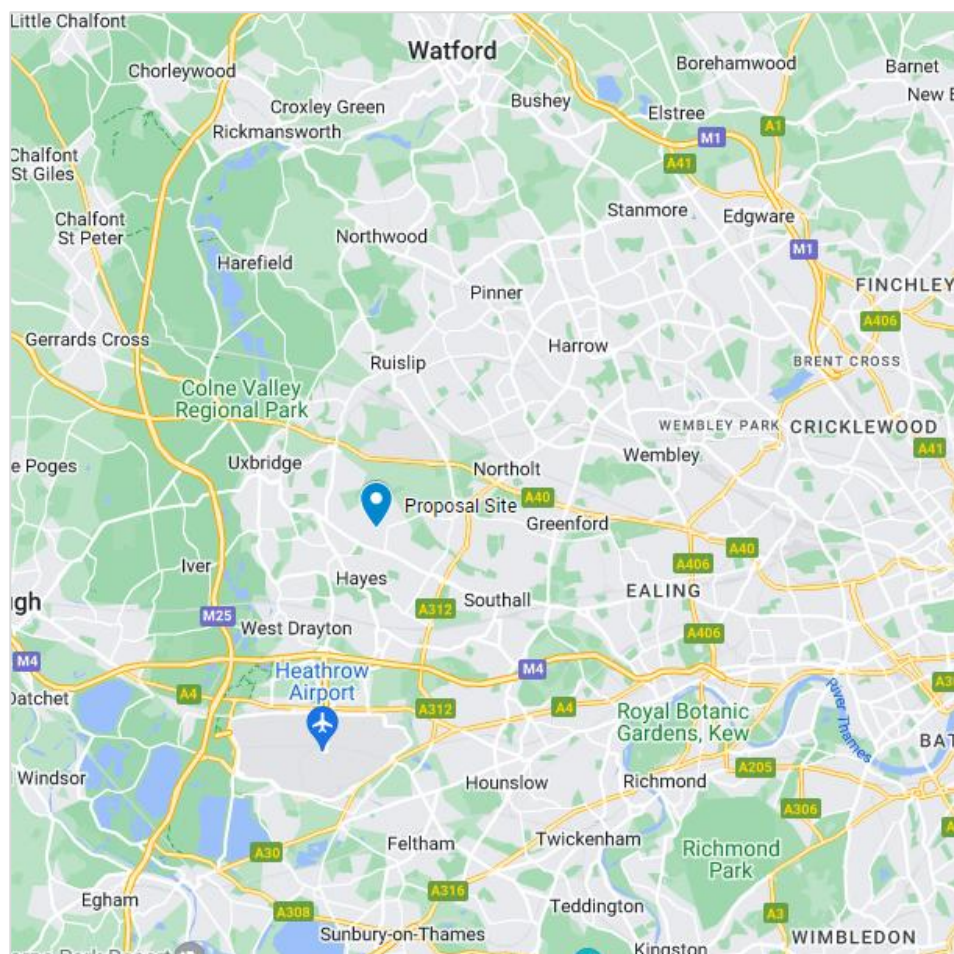 Little Chalfont
Watford
Chorleywood
Borehamwood
Barnet
Croxley Green
Bushey
Elstree
New B
Rickmansworth
M1
A1
Chalfont
St Giles
A41
Chalfont
St Peter
Stanmore
Edgware
Northwood
M1
Harefield
Pinner
FINCHLEY
A406
Gerrards Cross
Harrow
Ruislip
BRENT CROSS
Colne Valley
Regional Park
WEMBLEY PARK
CRICKLEWOOD
A41
e Poges
Uxbridge
Northolt
Wembley
Proposal Site
A40
Greenford
A40
Iver
Hayes
A406
EALING
ugh
M25
A312
Southall
West Drayton
A406
M4
Heathrow
Airport
M4
Datchet
A4
A312
A4
Royal Botanic
Gardens, Kew
River Thames
A3
BAT
Windsor
Hounslow
Richmond
A205
A306
A30
Feltham
Twickenham
Richmond
Park
Egham
A308
A316
Teddington
A3
Sunbury-on-Thames
WIMBLEDON
Kingston